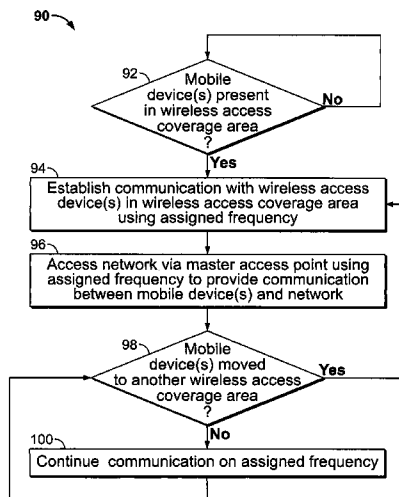 90
92
Mobile
device(s) present
in wireless access
coverage area
?
No
Yes
94
Establish communication with wireless access
device(s) in wireless access coverage area
using assigned frequency
96
Access network via master access point using
assigned frequency to provide communication
between mobile device(s) and network
98
Mobile
device(s) moved
to another wireless access
coverage area
?
Yes
No
100
Continue communication on assigned frequency